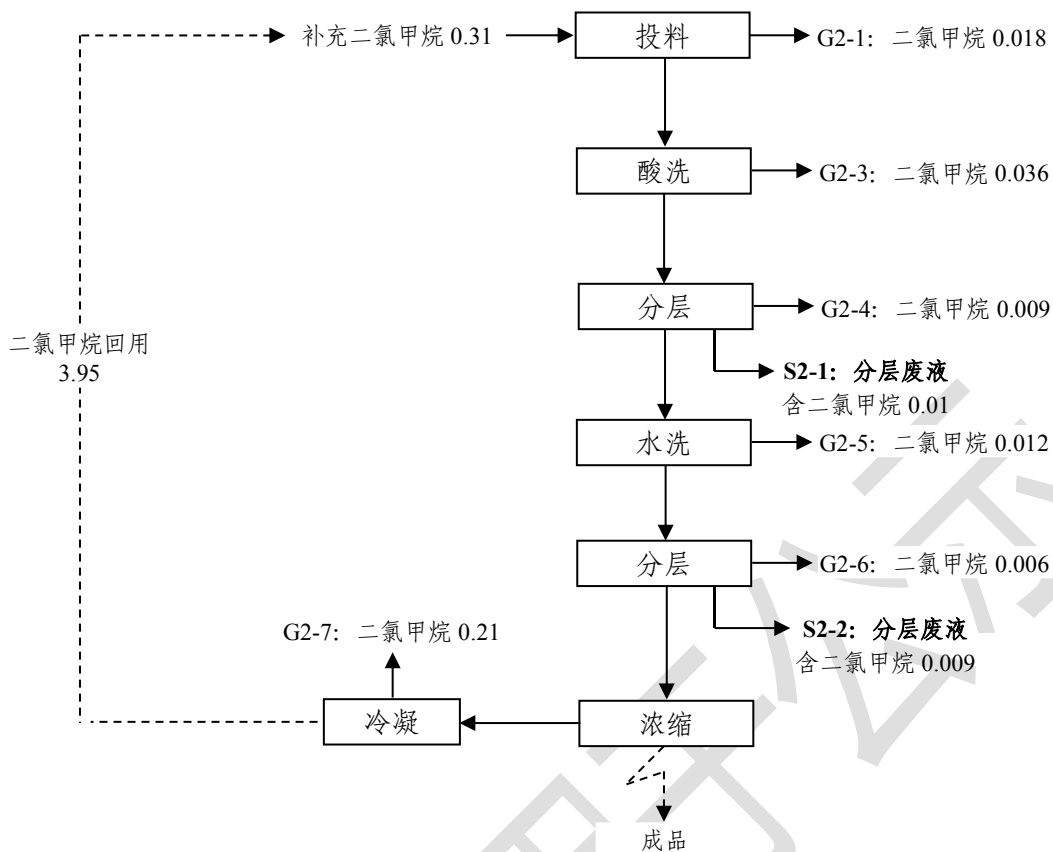 补充二氯甲烷 0.31
投料
G2-1: 二氯甲烷 0.018
酸洗
G2-3: 二氯甲烷 0.036
分层
G2-4: 二氯甲烷 0.009
二氯甲烷回用
3.95
S2-1: 分层废液
含二氯甲烷 0.01
水洗
G2-5: 二氯甲烷 0.012
分层
G2-6: 二氯甲烷 0.006
G2-7: 二氯甲烷 0.21
S2-2: 分层废液
含二氯甲烷 0.009
冷凝
浓缩
成品